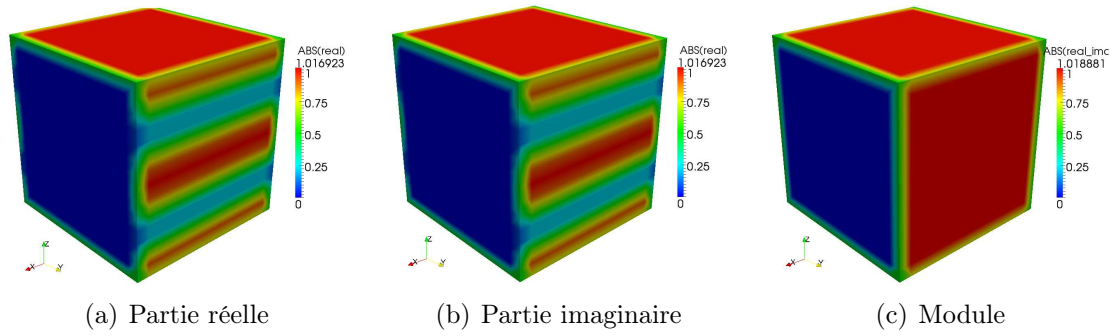 ABS(real)
1.016923
1
0.75
0.5
0.25
0
Z
X
Y
(a) Partie réelle
ABS(real)
1.016923
1
0.75
0.5
0.25
0
Z
X
Y
(b) Partie imaginaire
ABS(real_imc
1.018881
1
0.75
0.5
0.25
0
Z
X
Y
(c) Module